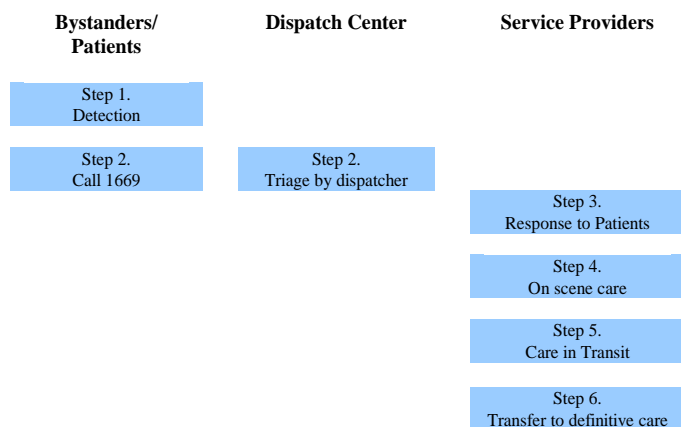 Bystanders/
Patients
Dispatch Center
Service Providers
Step 1.
Detection
Step 2.
Call 1669
Step 2.
Triage by dispatcher
Step 3.
Response to Patients
Step 4.
On scene care
Step 5.
Care in Transit
Step 6.
Transfer to definitive care